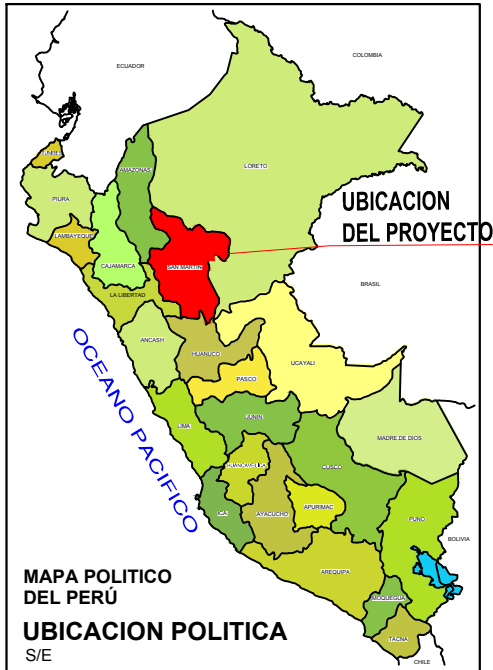 COLOMBIA
ECUADOR
TUMBES
AMAZONAS
LORETO
PIURA
UBICACION
DEL PROYECTO
LAMBAYEQUE
CAJAMARCA
SAN MARTIN
BRASIL
LA LIBERTAD
ANCASH
HUANUCO
UCAYALI
PASCO
OCEANO PACIFICO
LIMA
JUNIN
MADRE DE DIOS
HUANCAVELICA
CUSCO
ICA
AYACUCHO
APURIMAC
PUNO
BOLIVIA
AREQUIPA
MAPA POLITICO
DEL PERÚ
MOQUEGUA
UBICACION POLITICA
TACNA
S/E
CHILE